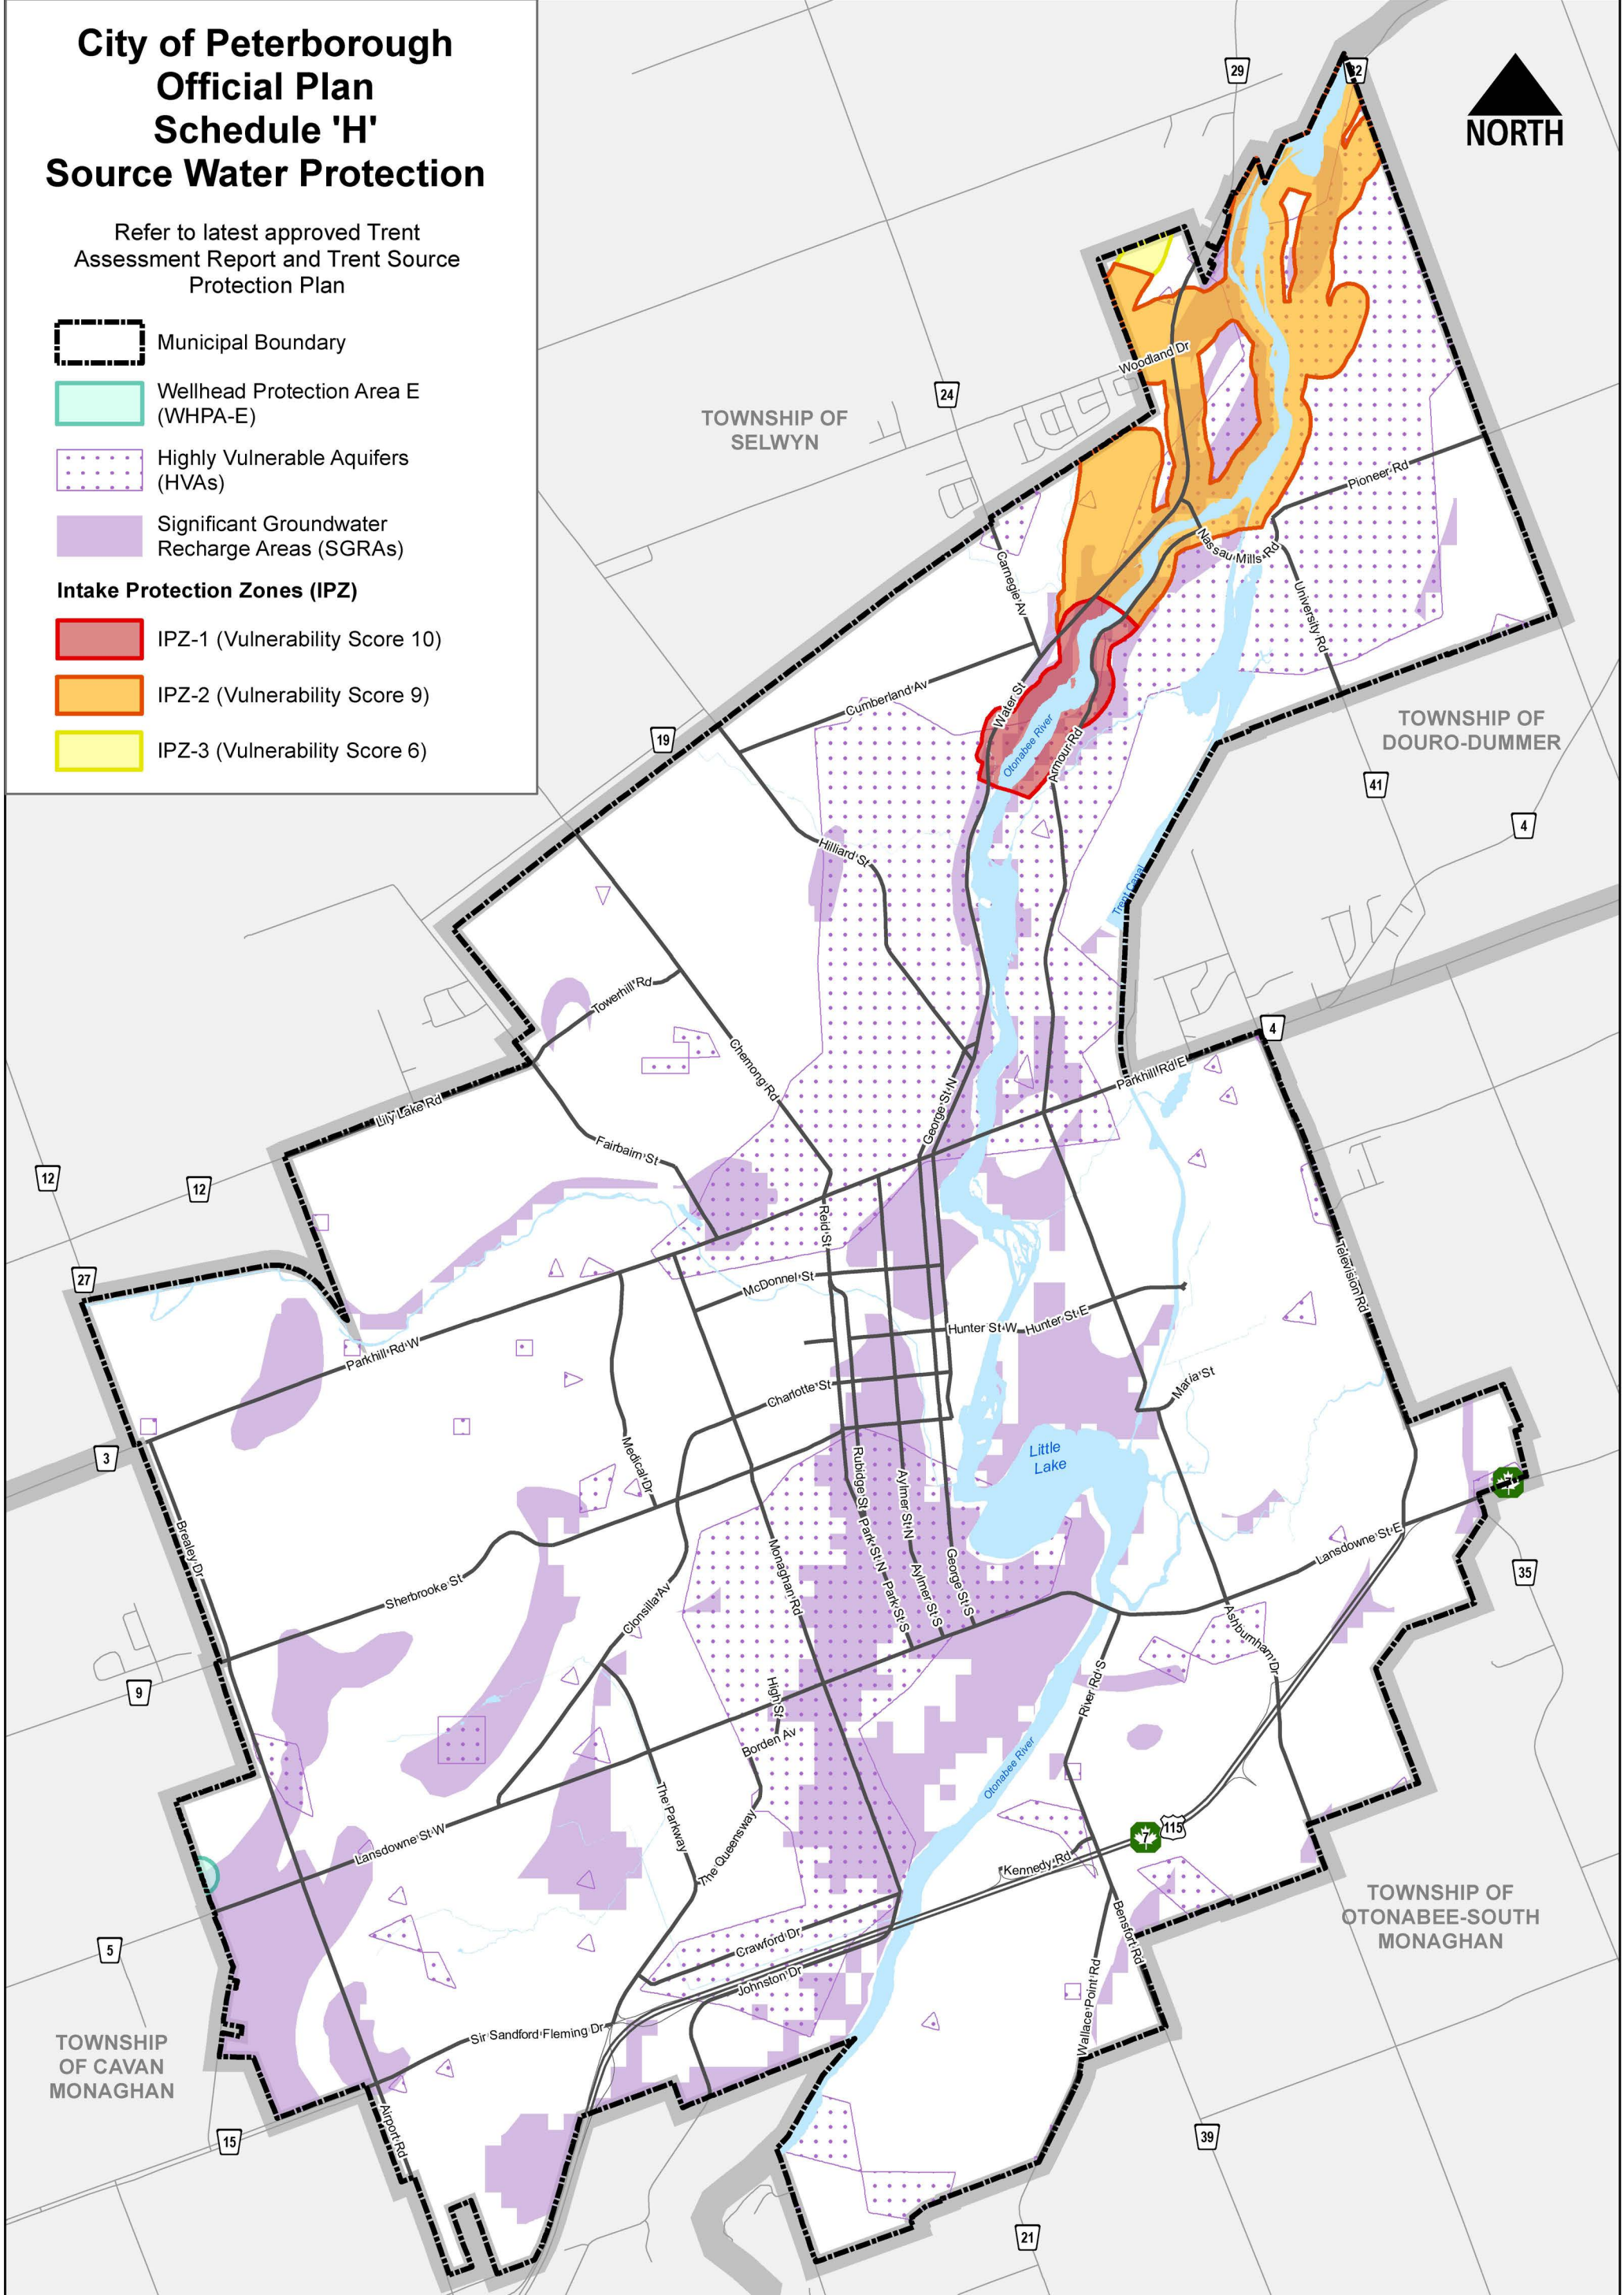 City of Peterborough
Official Plan
Schedule 'H'
Source Water Protection
Refer to latest approved Trent
Assessment Report and Trent Source
Protection Plan
Municipal Boundary
Wellhead Protection Area E
(WHPA-E)
Highly Vulnerable Aquifers
(HVAs)
Significant Groundwater
Recharge Areas (SGRAs)
Intake Protection Zones (IPZ)
IPZ-1 (Vulnerability Score 10)
IPZ-2 (Vulnerability Score 9)
IPZ-3 (Vulnerability Score 6)
29
32
NORTH
Woodland Dr
24
TOWNSHIP OF
SELWYN
Pioneer Rd
Nassau Mills Rd
Carnegie Av
University Rd
Cumberland Av
Water St
Otonabee River
Armour Rd
19
TOWNSHIP OF
DOURO-DUMMER
41
4
Hilliard St
Trent Canal
Towerhill Rd
4
Chemong Rd
Parkhill Rd E
George St N
Lily Lake Rd
Fairbairn St
12
12
Reid St
27
McDonnel St
Television Rd
Hunter St W
Hunter St E
Parkhill Rd W
Charlotte St
Maria St
3
Medical Dr
Little
Lake
Rubidge St
Aylmer St N
7
Brealey Dr
Park St N
Monaghan Rd
George St S
Lansdowne St E
Sherbrooke St
Aylmer St S
Park St S
35
Clonsilla Av
Ashburnham Dr
9
High St
River Rd S
Borden Av
Otonabee River
The Parkway
Lansdowne St W
The Queensway
7
115
Kennedy Rd
TOWNSHIP OF
OTONABEE-SOUTH
MONAGHAN
5
Crawford Dr
Bensfort Rd
Johnston Dr
Wallace Point Rd
Sir Sandford Fleming Dr
TOWNSHIP
OF CAVAN
MONAGHAN
Airport Rd
15
39
21